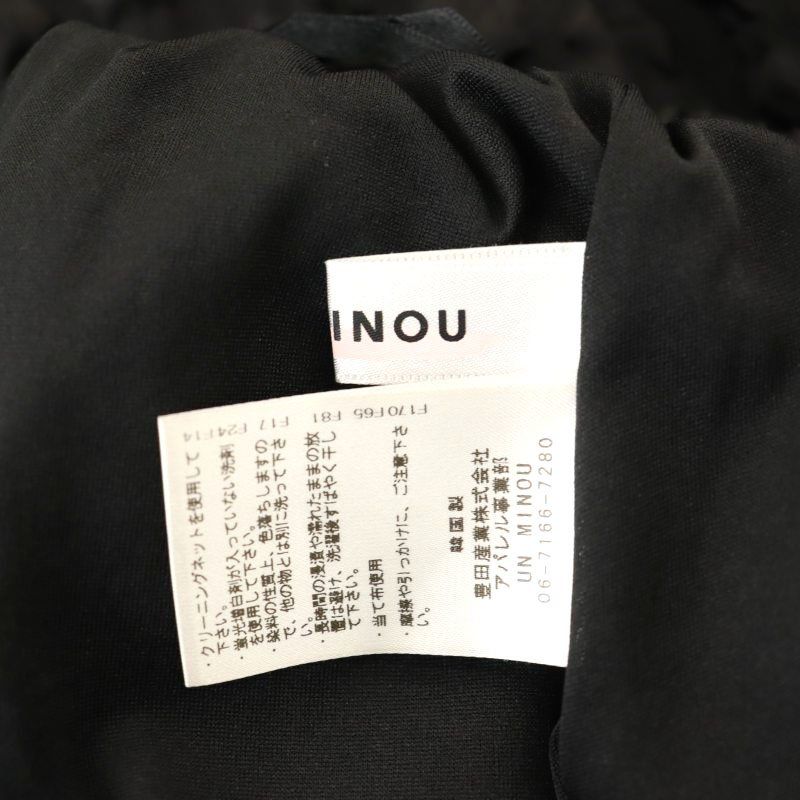 INOU
・クリーニングネットを使用して
下さい。
・蛍光増白剤が入っていない洗剤
を使用して下さい。
・染料の性質上、色落ちしますの
で、他の物とは別に洗って下さ
い。
・長時間の浸漬や濡れたままの放
置は避け、洗濯後すばやく干し
て下さい。
・当て布使用
・摩擦や引っかけに、ご注意下さ
い。
F14
F24
F17
F81
F65
F170
韓国製
豊田産業株式会社
アパレル事業部
UN MINOU
06-7166-7280